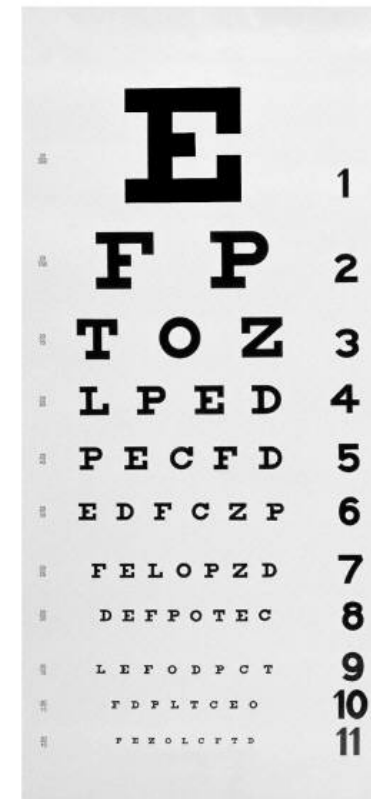 E 1
F P 2
T O Z 3
L P E D 4
P E C F D 5
E D F C Z P 6
F E L O P Z D 7
D E F P O T E C 8
L E F O D P C T 9
F D P L T C E O 10
P E Z O L C F T D 11